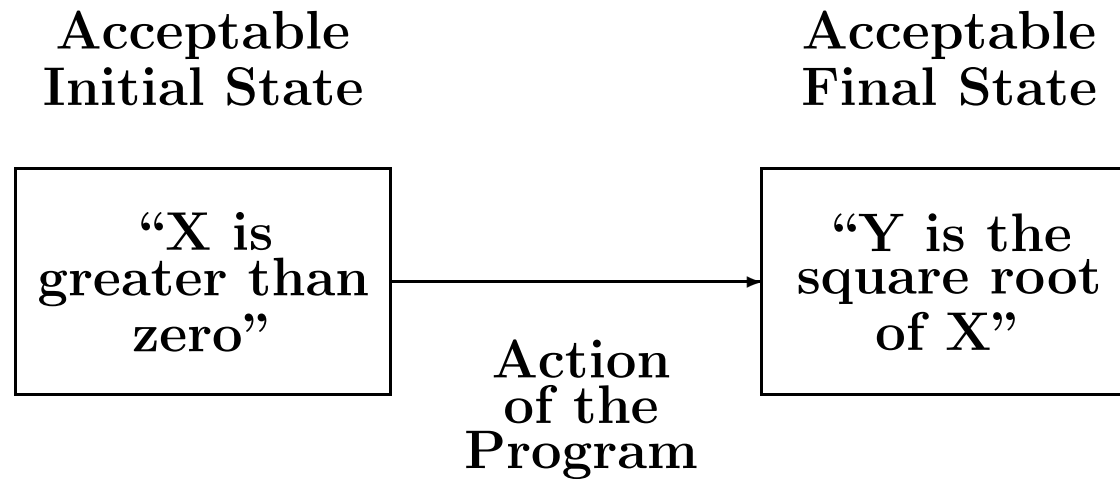 Acceptable
Initial State
Acceptable
Final State
“X is
greater than
zero”
“Y is the
square root
of X”
Action
of the
Program